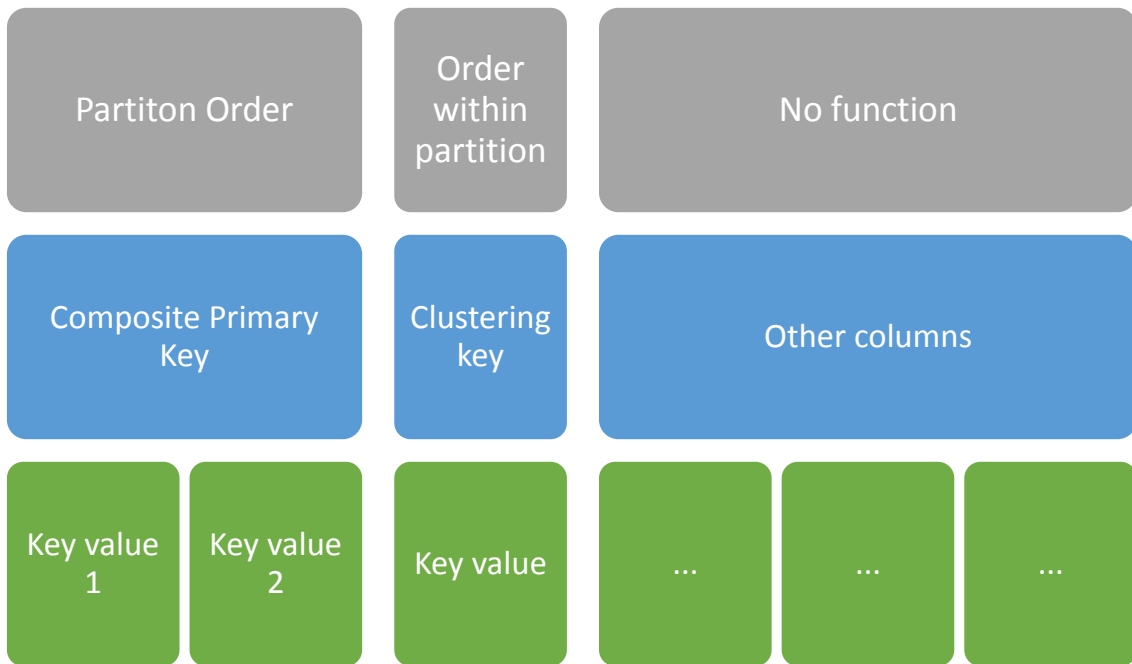 Partiton Order
Order
within
partition
No function
Composite Primary
Key
Clustering
key
Other columns
Key value
1
Key value
2
Key value
...
...
...